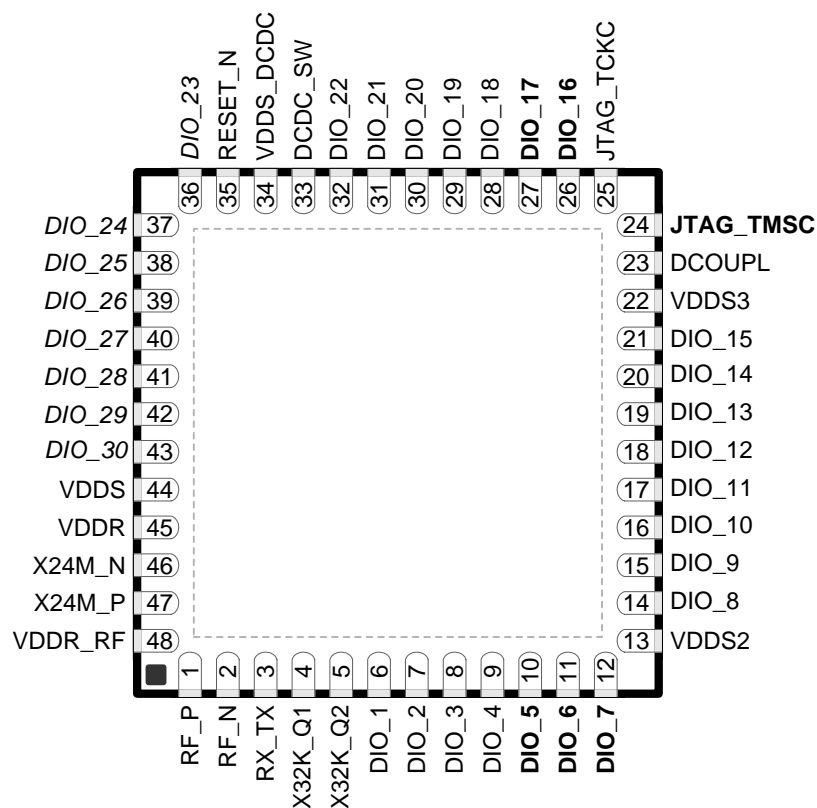 DIO_23
RESET_N
VDDS_DCDC
DCDC_SW
DIO_22
DIO_21
DIO_20
DIO_19
DIO_18
DIO_17
DIO_16
JTAG_TCKC
36
35
34
33
32
31
30
29
28
27
26
25
DIO_24 37
DIO_25 38
DIO_26 39
DIO_27 40
DIO_28 41
DIO_29 42
DIO_30 43
VDDS 44
VDDR 45
X24M_N 46
X24M_P 47
VDDR_RF 48
24 JTAG_TMSC
23 DCOUPL
22 VDDS3
21 DIO_15
20 DIO_14
19 DIO_13
18 DIO_12
17 DIO_11
16 DIO_10
15 DIO_9
14 DIO_8
13 VDDS2
1
2
3
4
5
6
7
8
9
10
11
12
RF_P
RF_N
RX_TX
X32K_Q1
X32K_Q2
DIO_1
DIO_2
DIO_3
DIO_4
DIO_5
DIO_6
DIO_7